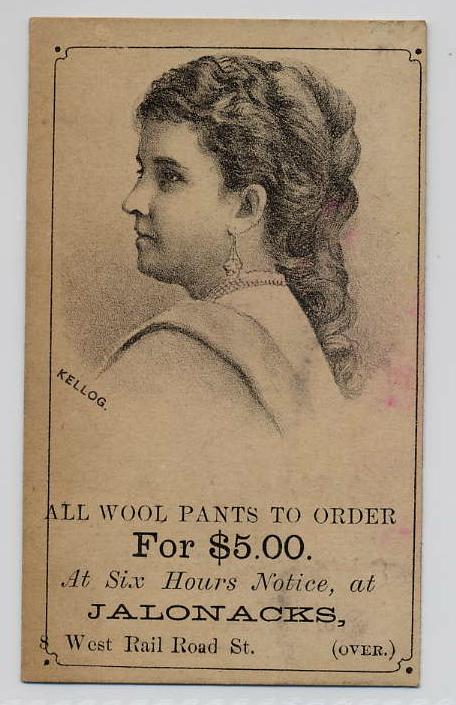 KELLOG.
ALL WOOL PANTS TO ORDER
For $5.00.
At Six Hours Notice, at
JALONACKS,
8 West Rail Road St. (OVER.)